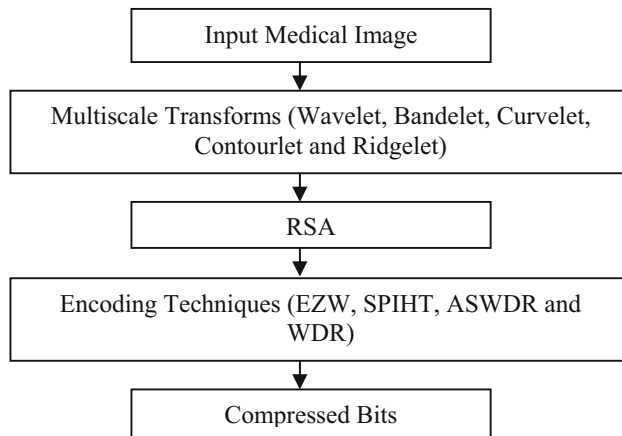 Input Medical Image
Multiscale Transforms (Wavelet, Bandelet, Curvelet,
Contourlet and Ridgelet)
RSA
Encoding Techniques (EZW, SPIHT, ASWDR and
WDR)
Compressed Bits